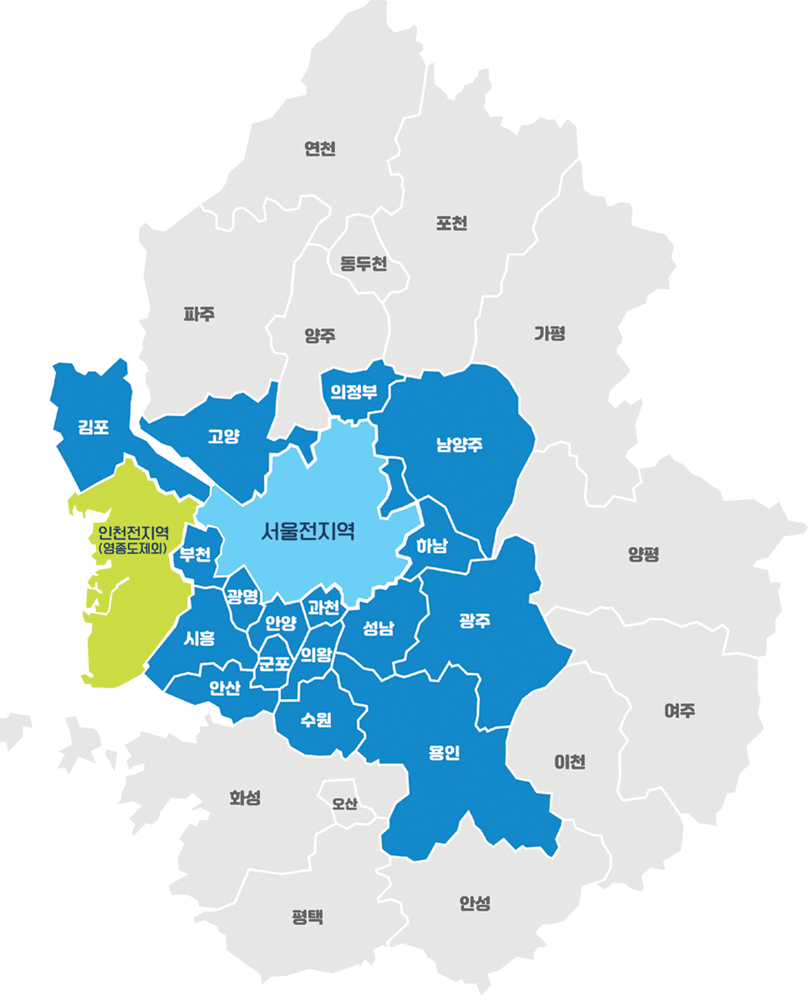 연천
포천
동두천
파주
양주
가평
의정부
김포
고양
남양주
인천전지역
(영종도제외)
서울전지역
부천
하남
양평
광명
과천
안양
성남
광주
시흥
군포
의왕
안산
수원
여주
용인
이천
화성
오산
평택
안성